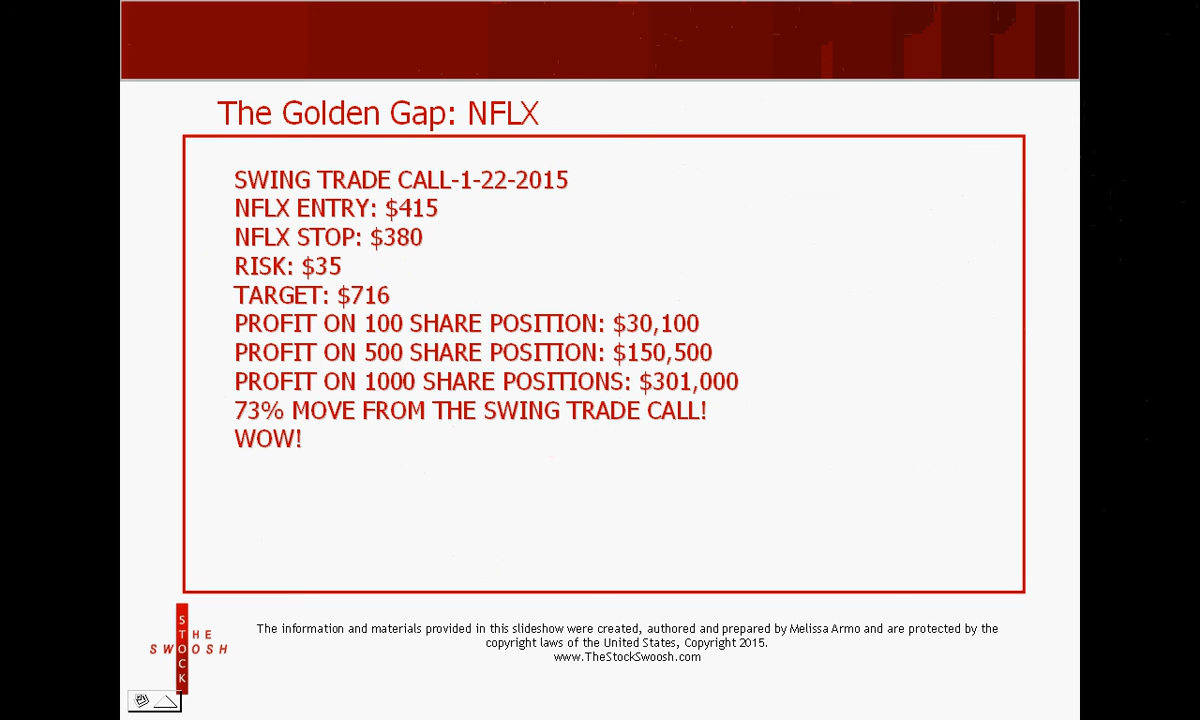 The Golden Gap: NFLX
SWING TRADE CALL-1-22-2015
NFLX ENTRY: $415
NFLX STOP: $380
RISK: $35
TARGET: $716
PROFIT ON 100 SHARE POSITION: $30,100
PROFIT ON 500 SHARE POSITION: $150,500
PROFIT ON 1000 SHARE POSITIONS: $301,000
73% MOVE FROM THE SWING TRADE CALL!
WOW!
THE
STOCK
SWOOSH
The information and materials provided in this slideshow were created, authored and prepared by Melissa Armo and are protected by the
copyright laws of the United States, Copyright 2015.
www.TheStockSwoosh.com